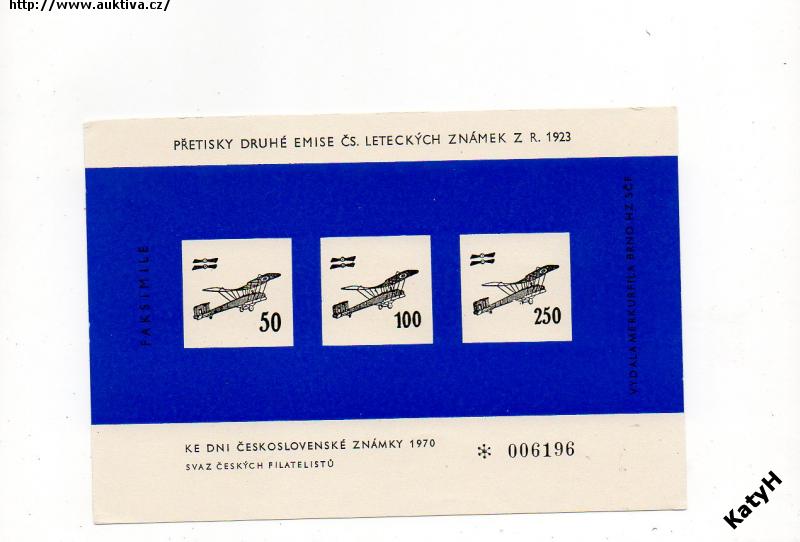 http://www.auktiva.cz/
PŘETISKY DRUHÉ EMISE ČS. LETECKÝCH ZNÁMEK Z R. 1923
FAKSIMILE
50
100
250
VYDALA MERKURFILA BRNO HZ SČF
KE DNI ČESKOSLOVENSKÉ ZNÁMKY 1970
SVAZ ČESKÝCH FILATELISTŮ
* 006196
KatyH